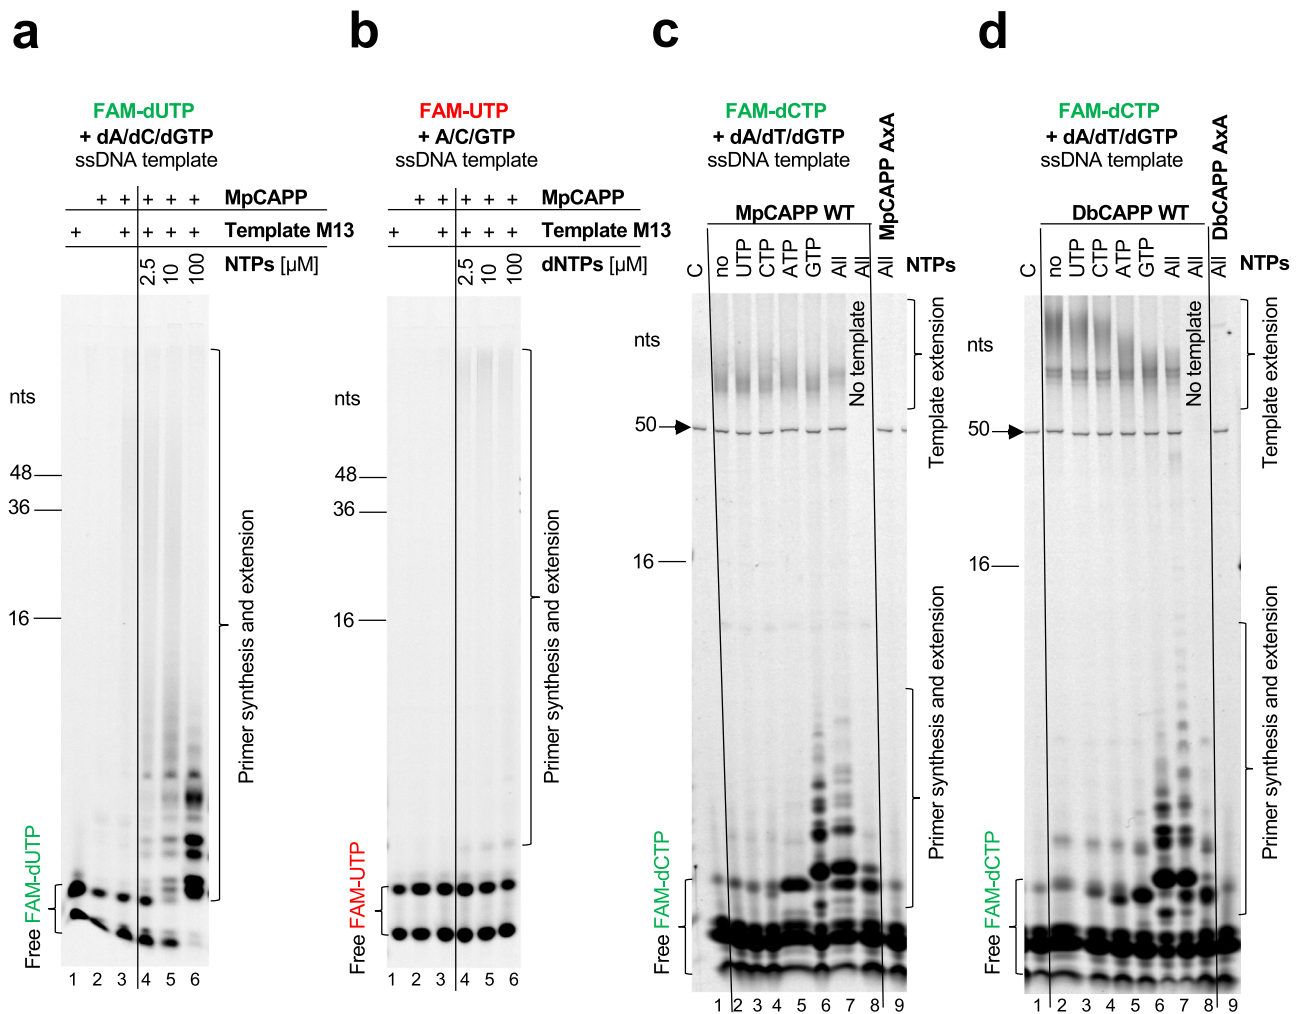 a
FAM-dUTP
+ dA/dC/dGTP
ssDNA template
+ + + + + MpCAPP
+ + + + + Template M13
2.5 10 100 NTPs [µM]
nts
48
36
16
Primer synthesis and extension
Free FAM-dUTP
1 2 3 4 5 6
b
FAM-UTP
+ A/C/GTP
ssDNA template
+ + + + + MpCAPP
+ + + + + Template M13
2.5 10 100 dNTPs [µM]
nts
48
36
16
Primer synthesis and extension
Free FAM-UTP
1 2 3 4 5 6
c
FAM-dCTP
+ dA/dT/dGTP
ssDNA template
MpCAPP WT
MpCAPP AxA
C no UTP CTP ATP GTP All All All NTPs
nts
No template
Template extension
50
16
Primer synthesis and extension
Free FAM-dCTP
1 2 3 4 5 6 7 8 9
d
FAM-dCTP
+ dA/dT/dGTP
ssDNA template
DbCAPP WT
DbCAPP AxA
C no UTP CTP ATP GTP All All All NTPs
nts
No template
Template extension
50
16
Primer synthesis and extension
Free FAM-dCTP
1 2 3 4 5 6 7 8 9